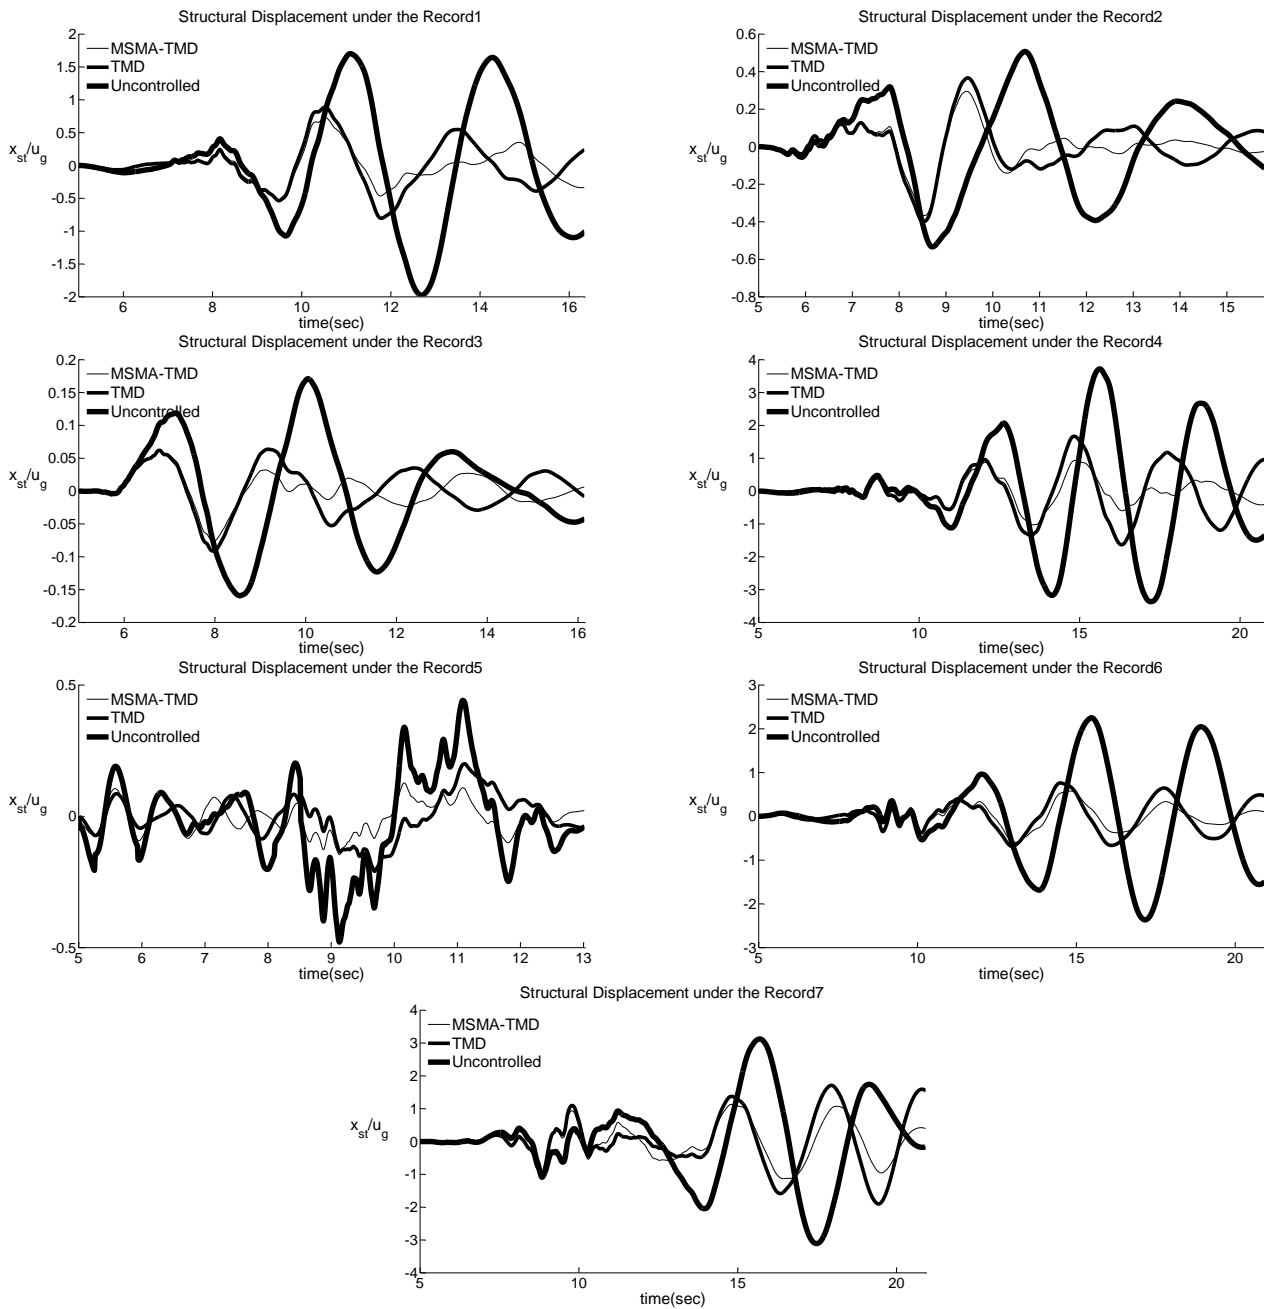 Structural Displacement under the Record1
2
1.5
1
0.5
0
-0.5
-1
-1.5
-2
x_st/u_g
MSMA-TMD
TMD
Uncontrolled
6 8 10 12 14 16
time(sec)
Structural Displacement under the Record2
0.6
0.4
0.2
0
-0.2
-0.4
-0.6
-0.8
x_st/u_g
MSMA-TMD
TMD
Uncontrolled
5 6 7 8 9 10 11 12 13 14 15
time(sec)
Structural Displacement under the Record3
0.2
0.15
0.1
0.05
0
-0.05
-0.1
-0.15
-0.2
x_st/u_g
MSMA-TMD
TMD
Uncontrolled
6 8 10 12 14 16
time(sec)
Structural Displacement under the Record4
4
3
2
1
0
-1
-2
-3
-4
x_st/u_g
MSMA-TMD
TMD
Uncontrolled
5 10 15 20
time(sec)
Structural Displacement under the Record5
0.5
0
-0.5
x_st/u_g
MSMA-TMD
TMD
Uncontrolled
5 6 7 8 9 10 11 12 13
time(sec)
Structural Displacement under the Record6
3
2
1
0
-1
-2
-3
x_st/u_g
MSMA-TMD
TMD
Uncontrolled
5 10 15 20
time(sec)
Structural Displacement under the Record7
4
3
2
1
0
-1
-2
-3
-4
x_st/u_g
MSMA-TMD
TMD
Uncontrolled
5 10 15 20
time(sec)